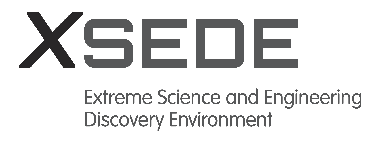 XSEDE
Extreme Science and Engineering
Discovery Environment